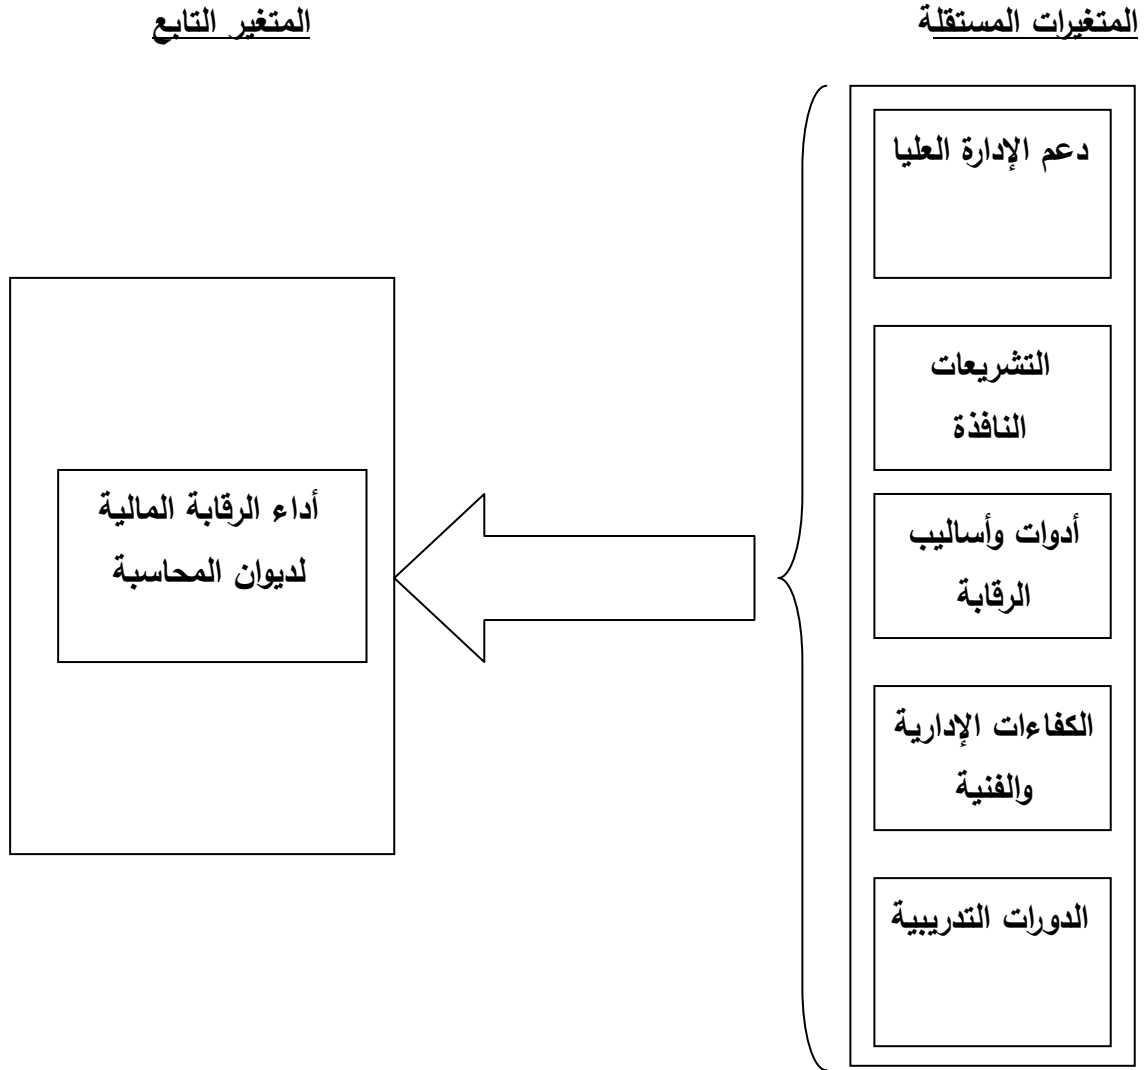 المتغيرات المستقلة
المتغير التابع
دعم الإدارة العليا
التشريعات
النافذة
أدوات وأساليب
الرقابة
الكفاءات الإدارية
والفنية
الدورات التدريبية
أداء الرقابة المالية
لديوان المحاسبة